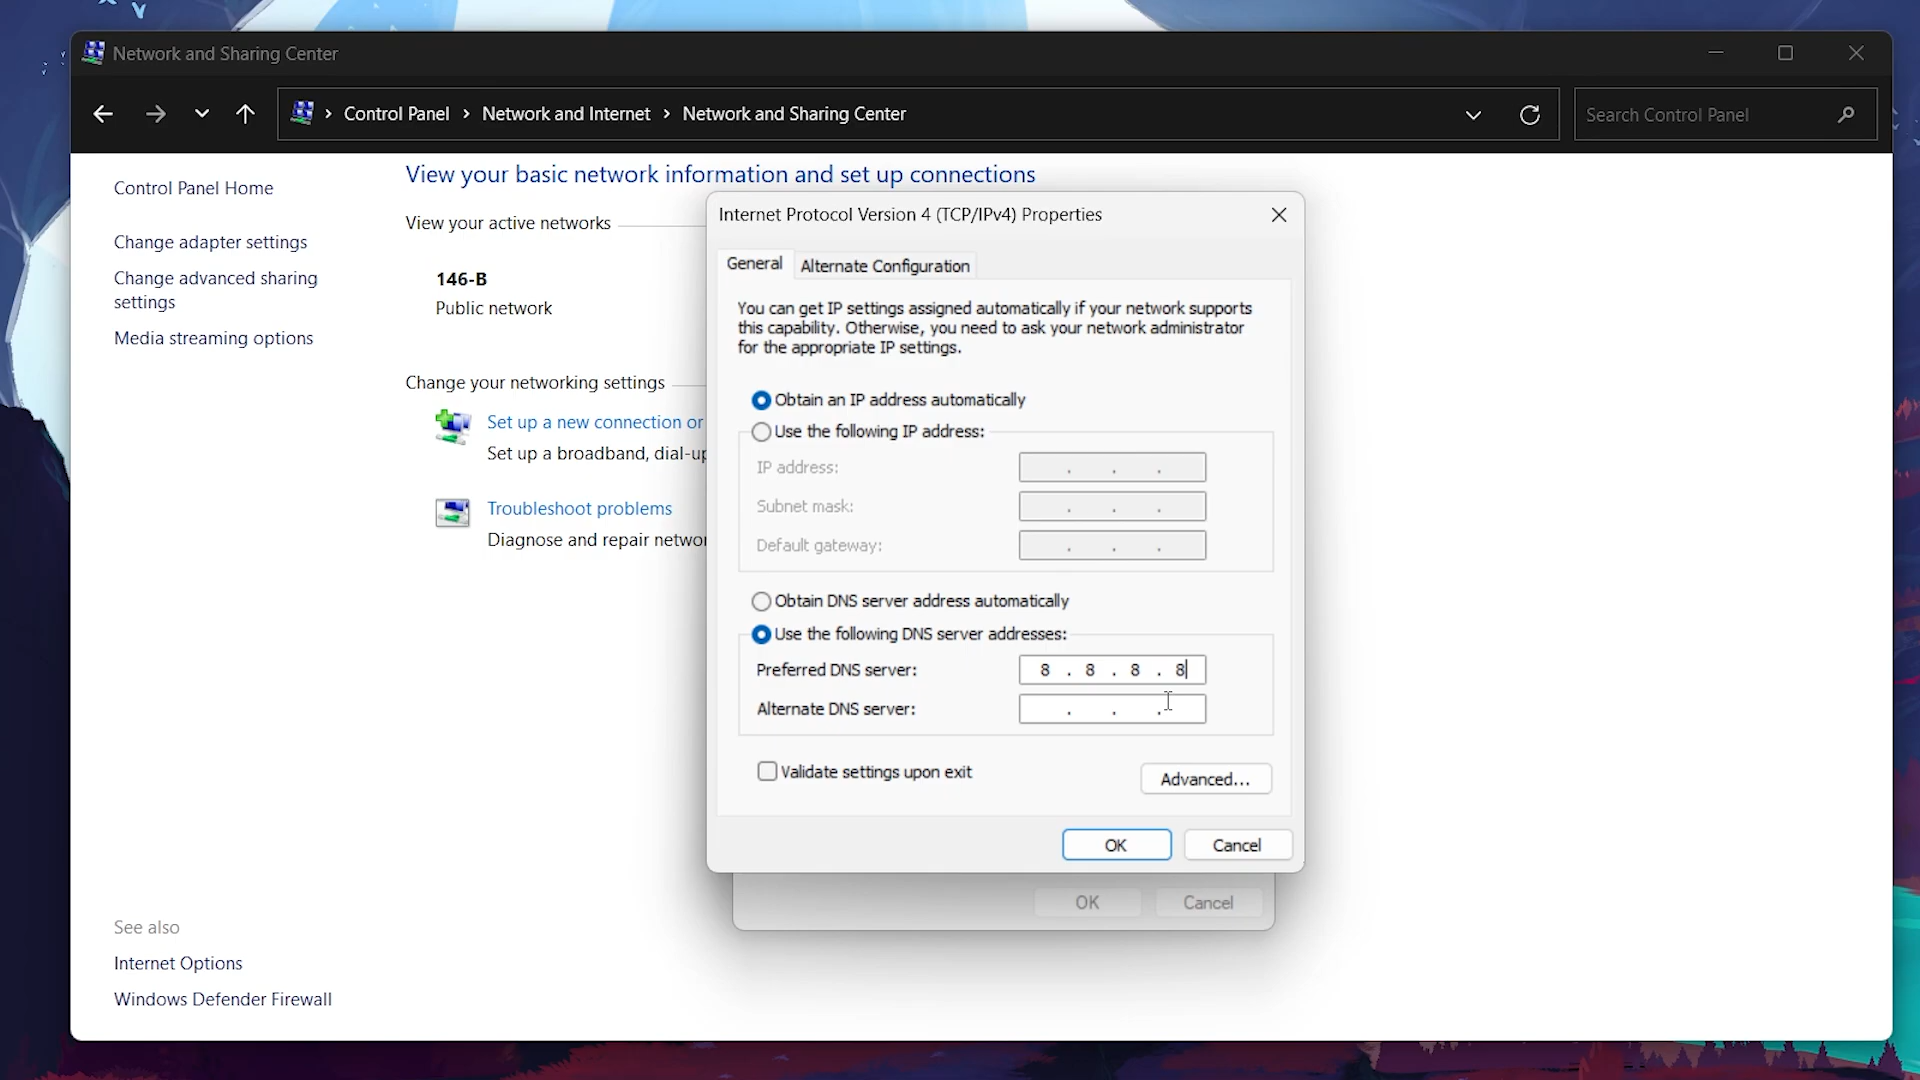 Network and Sharing Center
Control Panel > Network and Internet > Network and Sharing Center
Search Control Panel
Control Panel Home
Change adapter settings
Change advanced sharing
settings
Media streaming options
See also
Internet Options
Windows Defender Firewall
View your basic network information and set up connections
View your active networks
146-B
Public network
Change your networking settings
Set up a new connection or
Set up a broadband, dial-up
Troubleshoot problems
Diagnose and repair networ
Internet Protocol Version 4 (TCP/IPv4) Properties
General
Alternate Configuration
You can get IP settings assigned automatically if your network supports
this capability. Otherwise, you need to ask your network administrator
for the appropriate IP settings.
Obtain an IP address automatically
Use the following IP address:
IP address: . . .
Subnet mask: . . .
Default gateway: . . .
Obtain DNS server address automatically
Use the following DNS server addresses:
Preferred DNS server: 8 . 8 . 8 . 8
Alternate DNS server: . . .
Validate settings upon exit
Advanced...
OK Cancel
OK Cancel